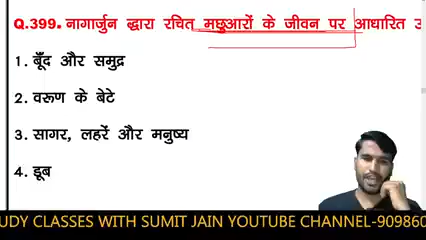 Q.399. नागार्जुन द्वारा रचित मछुआरों के जीवन पर आधारित
1. बूँद और समुद्र
2. वरुण के बेटे
3. सागर, लहरें और मनुष्य
4. डूब
UDY CLASSES WITH SUMIT JAIN YOUTUBE CHANNEL-909860